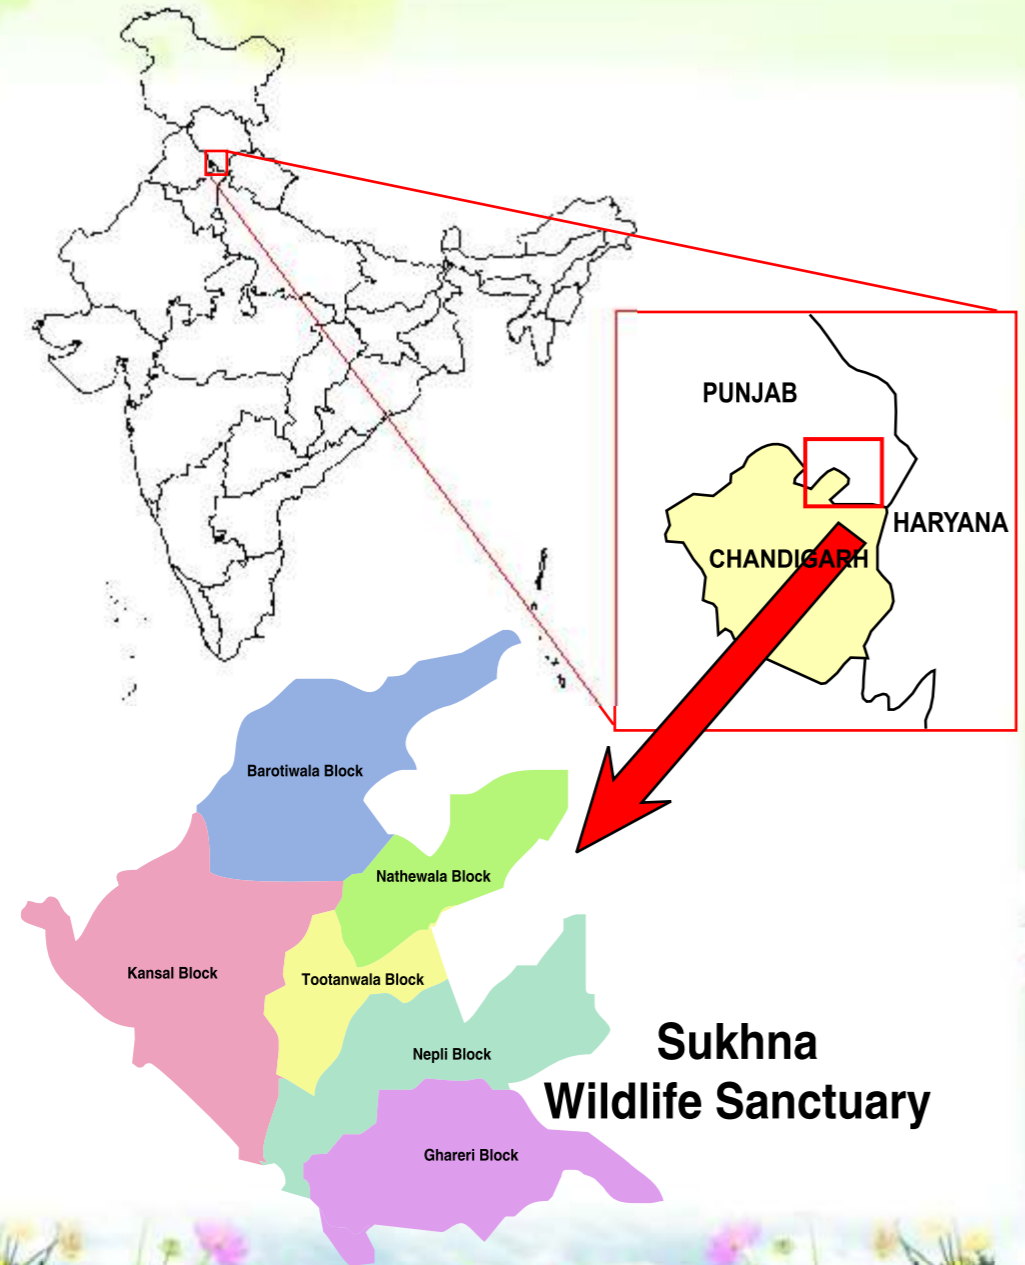 PUNJAB
HARYANA
CHANDIGARH
Barotiwala Block
Nathewala Block
Kansal Block
Tootanwala Block
Nepli Block
Sukhna
Wildlife Sanctuary
Ghareri Block